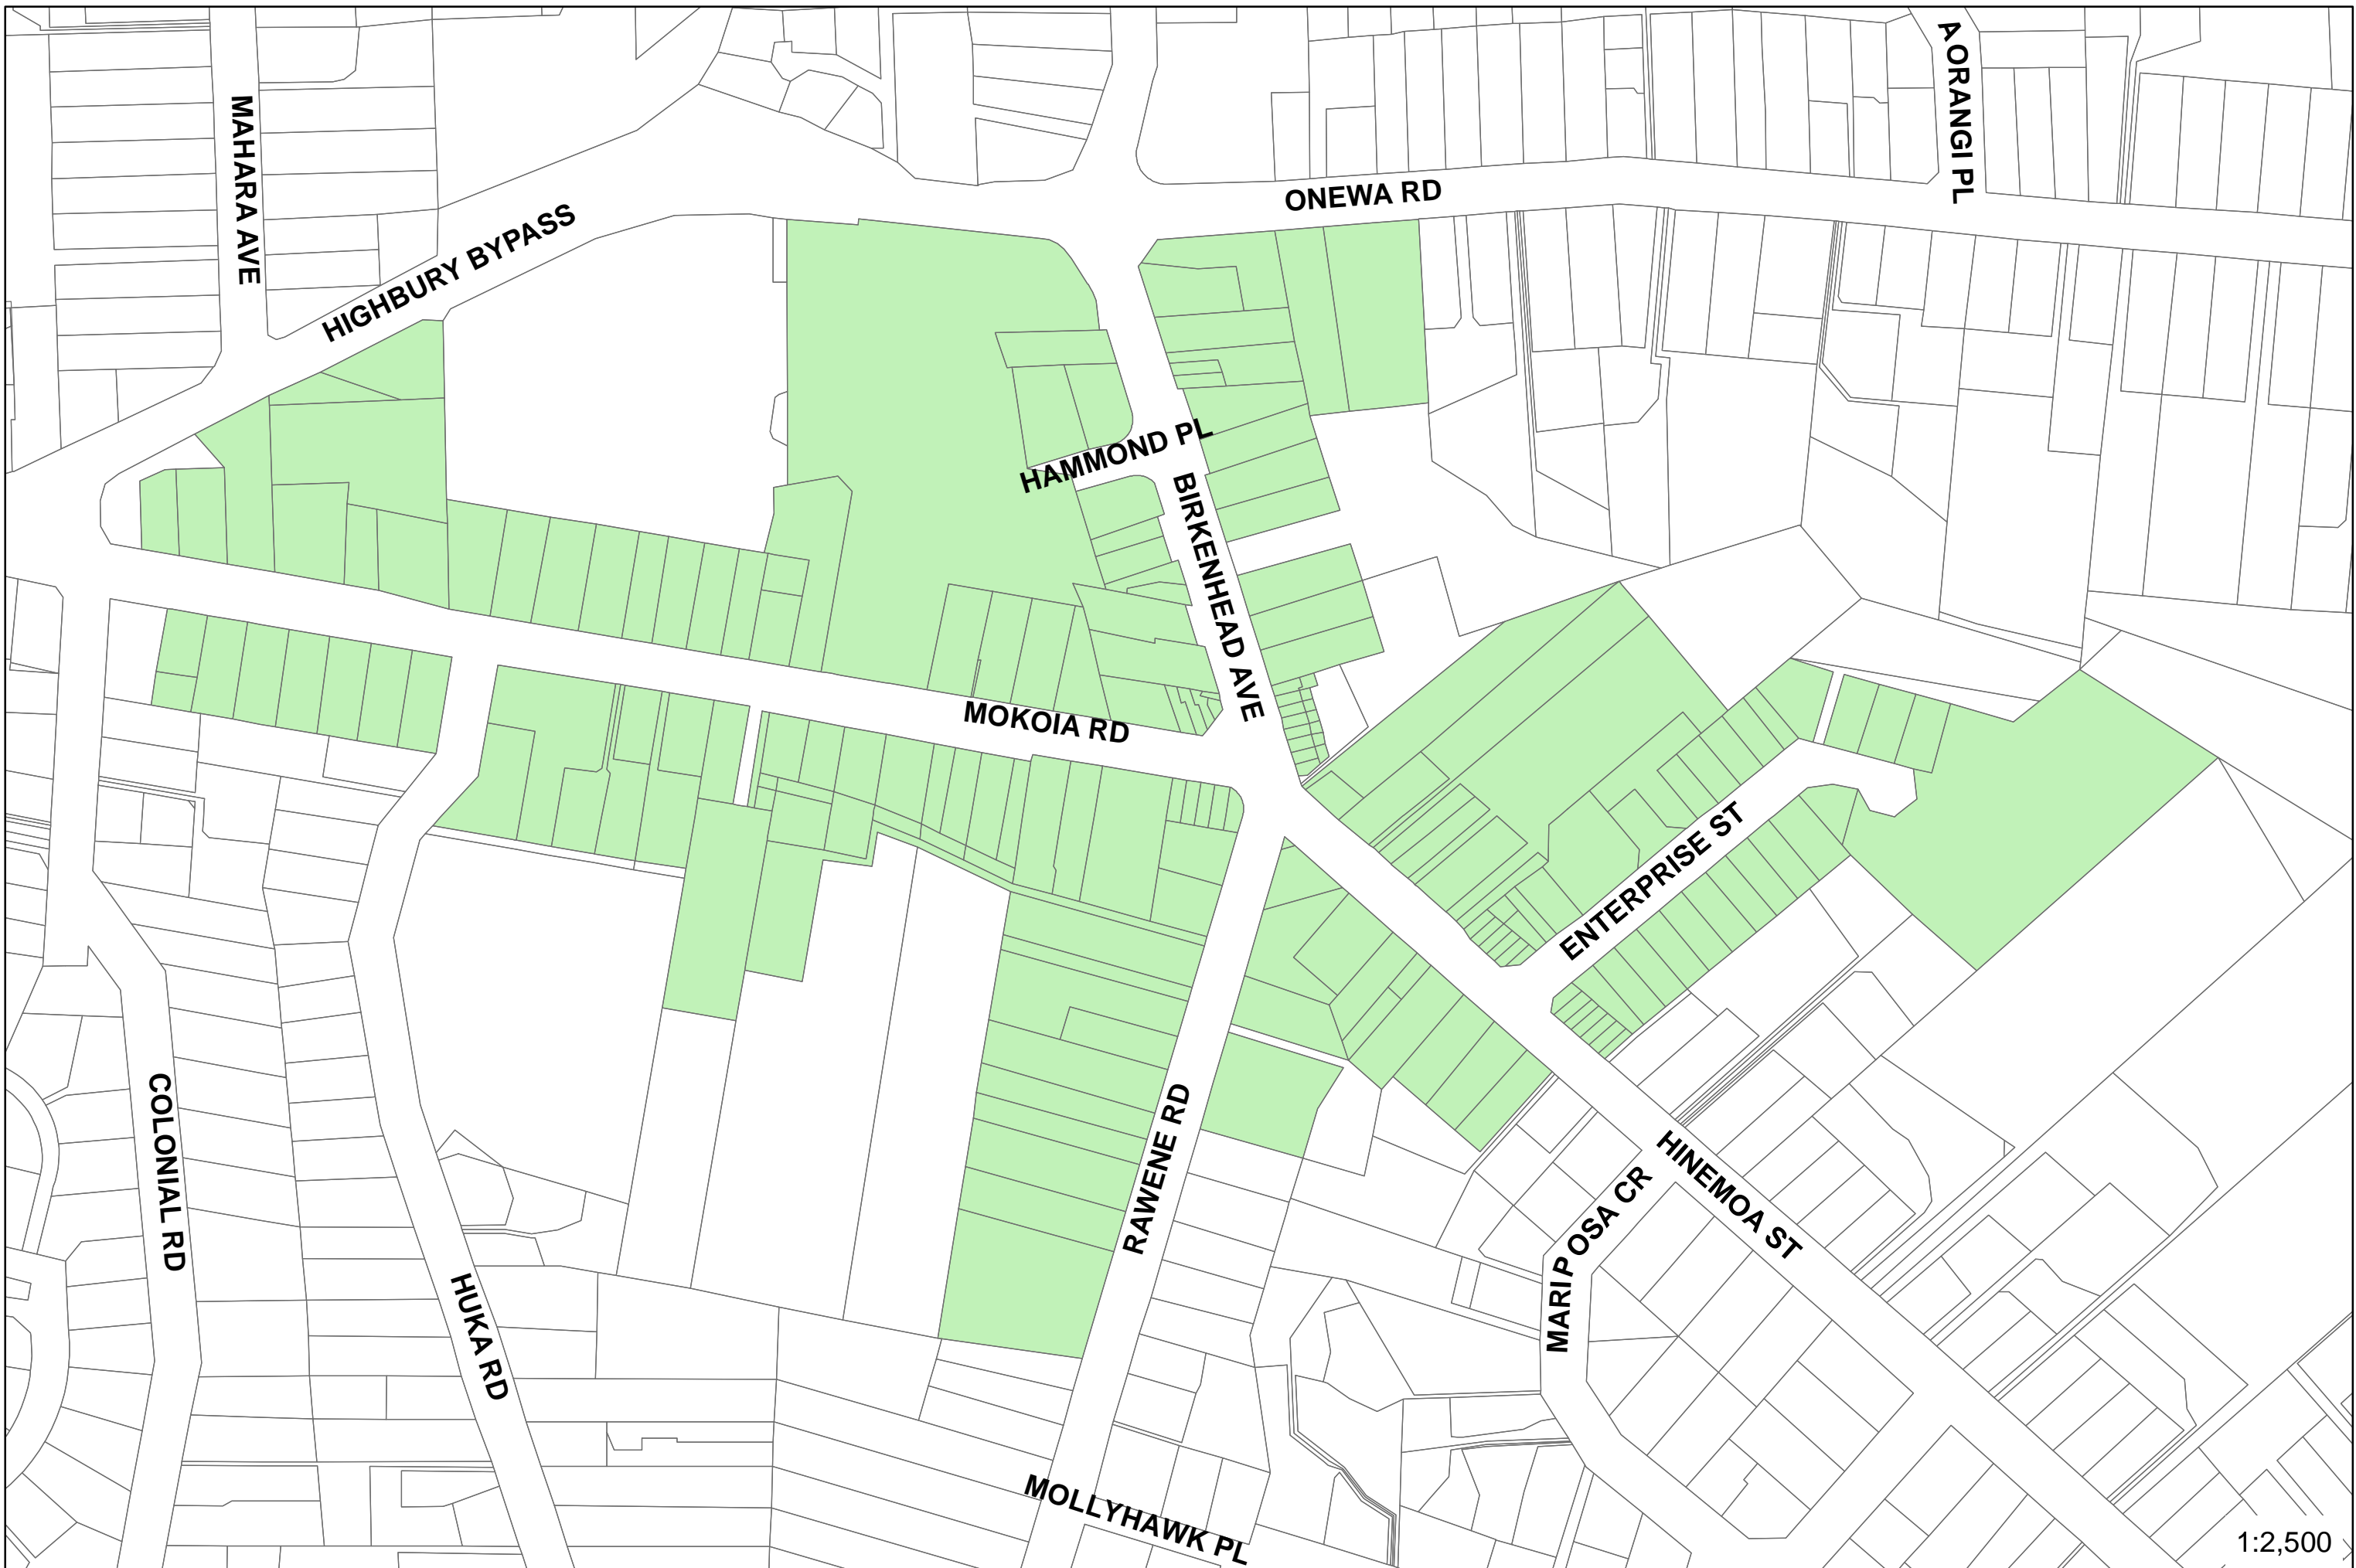 AORANGI PL
MAHARA AVE
ONEWA RD
HIGHBURY BYPASS
HAMMOND PL
BIRKENHEAD AVE
MOKOIA RD
ENTERPRISE ST
COLONIAL RD
RAWENE RD
HINEMOA ST
MARIPOSA CR
HUKA RD
MOLLYHAWK PL
1:2,500